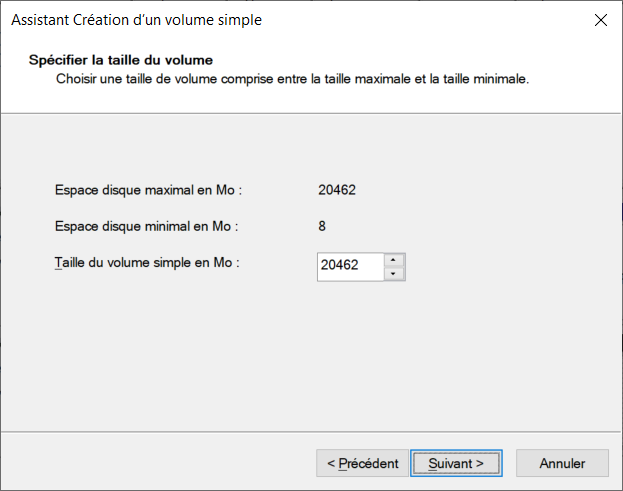 Assistant Création d'un volume simple
Spécifier la taille du volume
Choisir une taille de volume comprise entre la taille maximale et la taille minimale.
Espace disque maximal en Mo : 20462
Espace disque minimal en Mo : 8
Taille du volume simple en Mo : 20462
< Précédent Suivant > Annuler